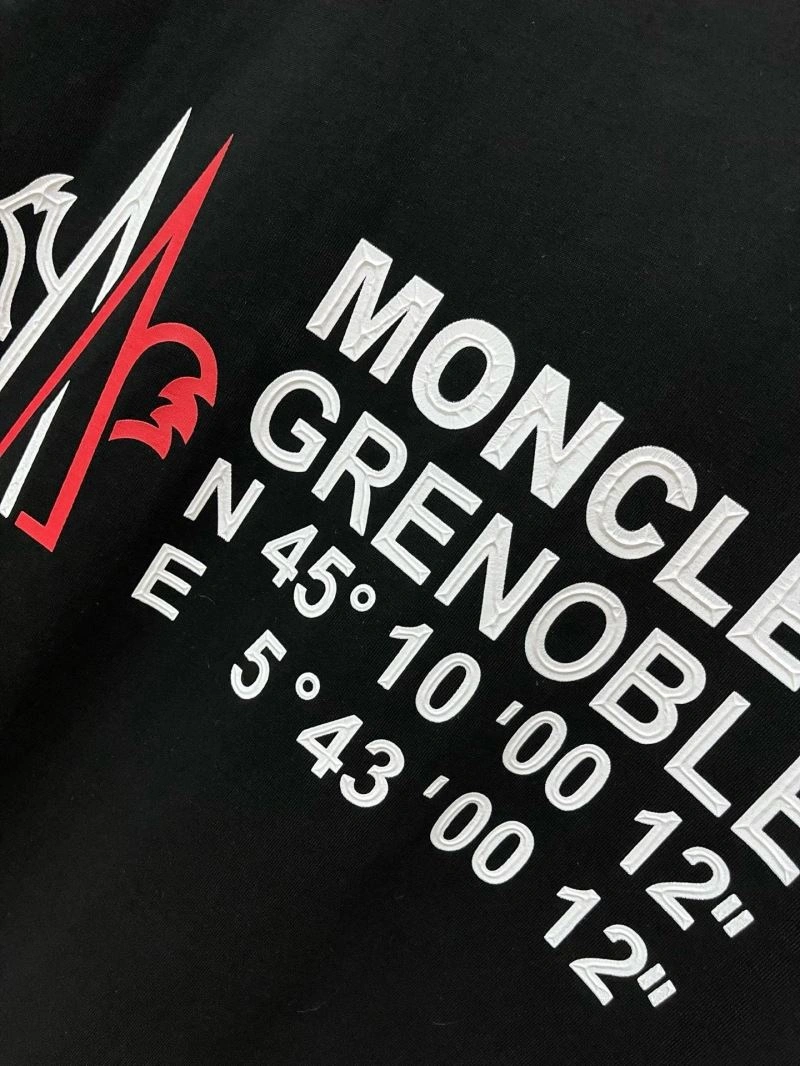 MONCLE
GRENOBLE
N 45° 10 '00 12"
E 5° 43 '00 12"